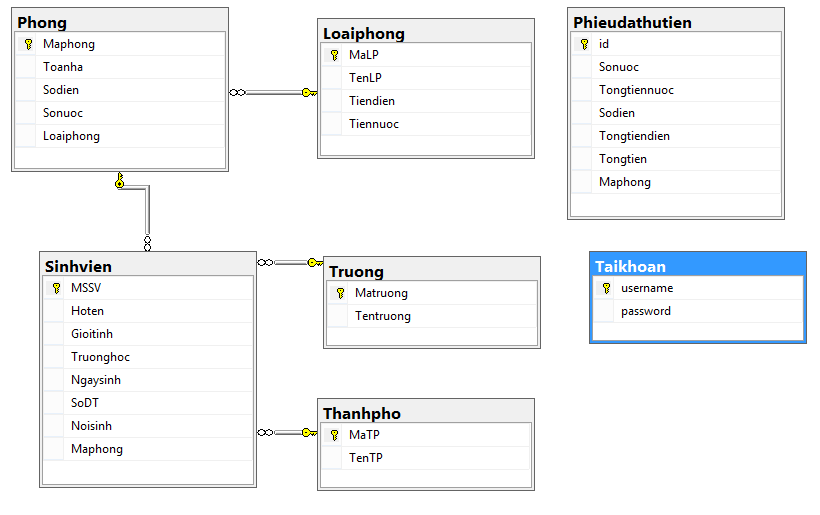 Phong
Maphong
Toanha
Sodien
Sonuoc
Loaiphong
Loaiphong
MaLP
TenLP
Tiendien
Tiennuoc
Phieudathutien
id
Sonuoc
Tongtiennuoc
Sodien
Tongtiendien
Tongtien
Maphong
Sinhvien
MSSV
Hoten
Gioitinh
Truonghoc
Ngaysinh
SoDT
Noisinh
Maphong
Truong
Matruong
Tentruong
Taikhoan
username
password
Thanhpho
MaTP
TenTP